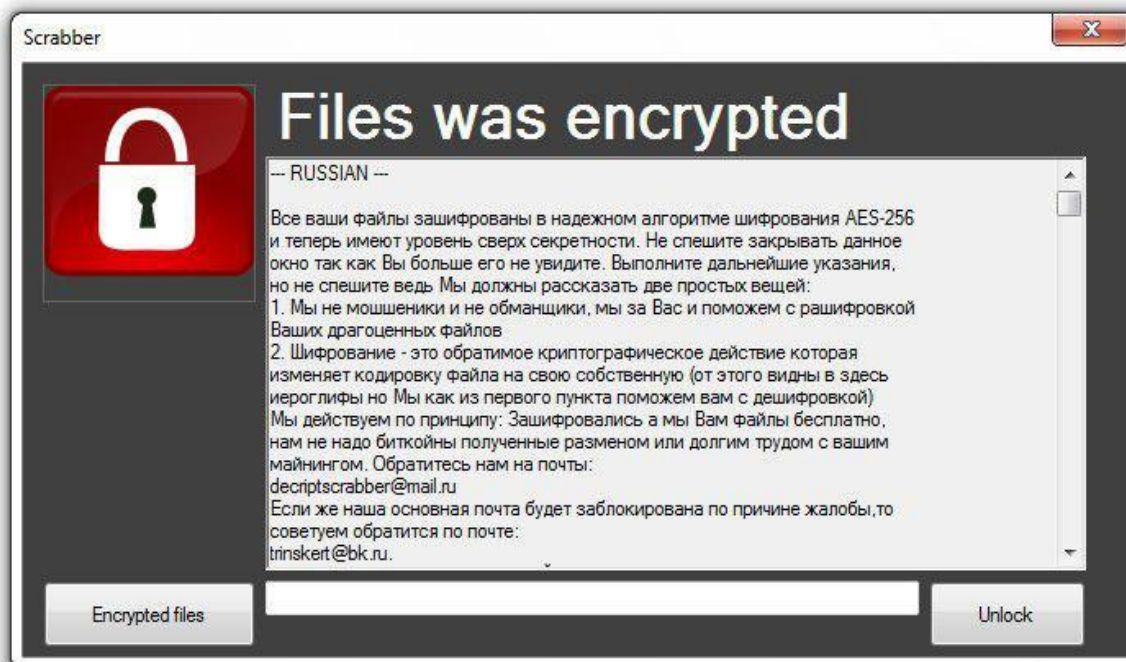 Scrabber
Files was encrypted
--- RUSSIAN ---
Все ваши файлы зашифрованы в надежном алгоритме шифрования AES-256
и теперь имеют уровень сверх секретности. Не спешите закрывать данное
окно так как Вы больше его не увидите. Выполните дальнейшие указания,
но не спешите ведь Мы должны рассказать две простых вещей:
1. Мы не мошшеники и не обманщики, мы за Вас и поможем с рашифровкой
Ваших драгоценных файлов
2. Шифрование - это обратимое криптографическое действие которая
изменяет кодировку файла на свою собственную (от этого видны в здесь
иероглифы но Мы как из первого пункта поможем вам с дешифровкой)
Мы действуем по принципу: Зашифровались а мы Вам файлы бесплатно,
нам не надо биткойны полученные разменом или долгим трудом с вашим
майнингом. Обратитесь нам на почты:
decriptscrabber@mail.ru
Если же наша основная почта будет заблокирована по причине жалобы,то
советуем обратится по почте:
trinskert@bk.ru.
Encrypted files
Unlock